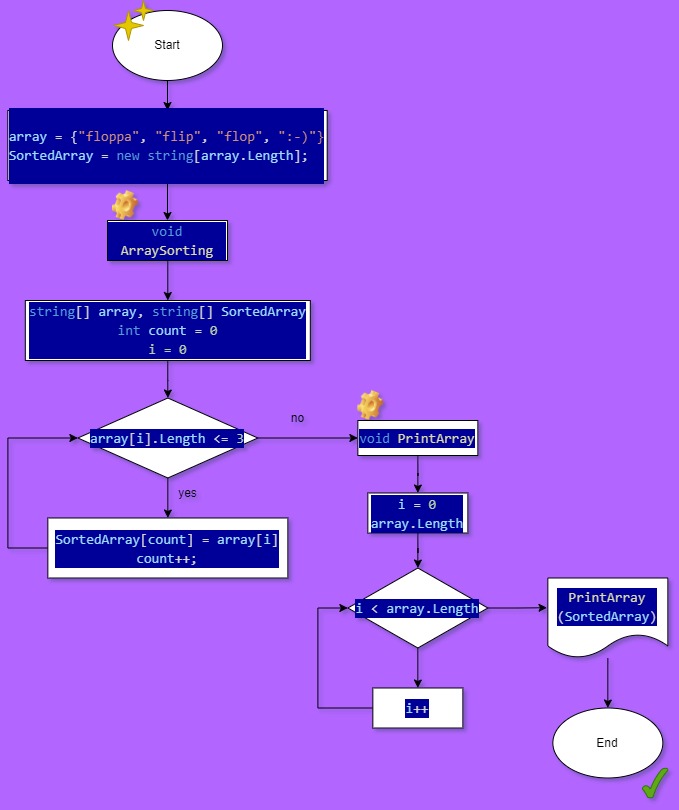 Start
array = {"floppa", "flip", "flop", ":-)"}
SortedArray = new string[array.Length];
void
ArraySorting
string[] array, string[] SortedArray
int count = 0
i = 0
array[i].Length <= 3
no
yes
SortedArray[count] = array[i]
count++;
void PrintArray
i = 0
array.Length
i < array.Length
i++
PrintArray
(SortedArray)
End